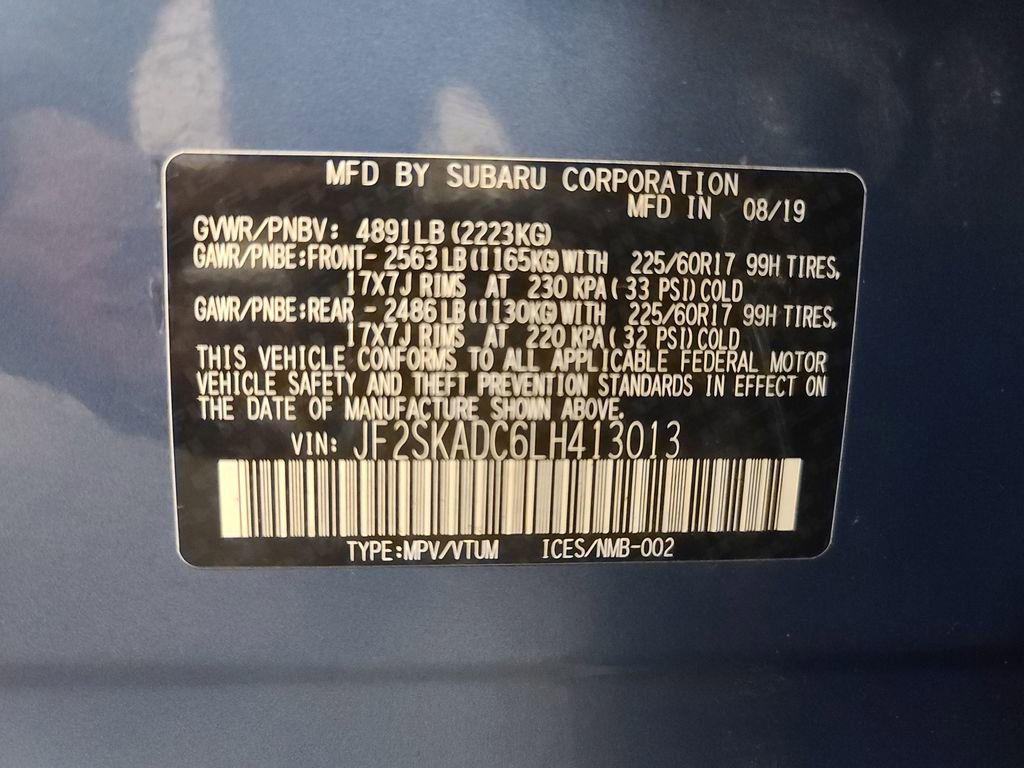 MFD BY SUBARU CORPORATION
MFD IN 08/19
GVWR/PNBV: 4891LB (2223KG)
GAWR/PNBE:FRONT- 2563LB (1165KG) WITH 225/60R17 99H TIRES,
17X7J RIMS AT 230 KPA( 33 PSI) COLD
GAWR/PNBE:REAR - 2486LB (1130KG) WITH 225/60R17 99H TIRES,
17X7J RIMS AT 220 KPA( 32 PSI) COLD
THIS VEHICLE CONFORMS TO ALL APPLICABLE FEDERAL MOTOR
VEHICLE SAFETY AND THEFT PREVENTION STANDARDS IN EFFECT ON
THE DATE OF MANUFACTURE SHOWN ABOVE.
VIN: JF2SKADC6LH413013
TYPE:MPV/VTUM ICES/NMB-002